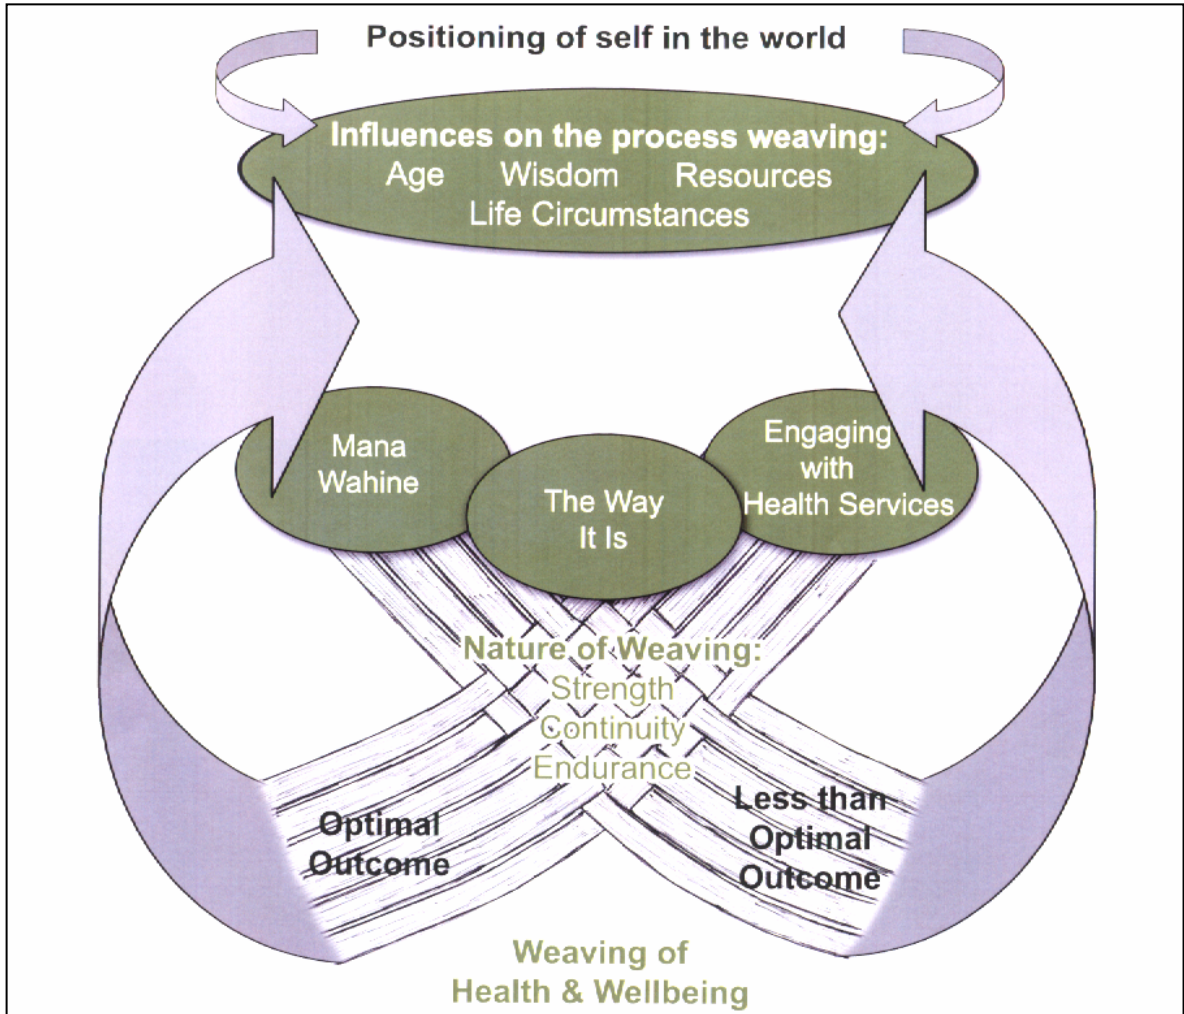 Positioning of self in the world
Influences on the process weaving:
Age Wisdom Resources
Life Circumstances
Mana
Wahine
The Way
It Is
Engaging
with
Health Services
Nature of Weaving:
Strength
Continuity
Endurance
Optimal
Outcome
Less than
Optimal
Outcome
Weaving of
Health & Wellbeing